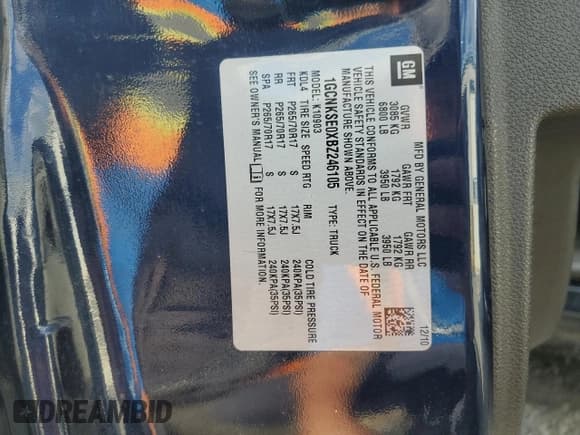 GM
MFD BY GENERAL MOTORS LLC
12/10
GVWR GAWR FRT GAWR RR
3085 KG 1792 KG 1792 KG
6800 LB 3950 LB 3950 LB
THIS VEHICLE CONFORMS TO ALL APPLICABLE U.S. FEDERAL MOTOR
VEHICLE SAFETY STANDARDS IN EFFECT ON THE DATE OF
MANUFACTURE SHOWN ABOVE.
1GCNKSE0XBZ246105 TYPE: TRUCK
MODEL: K10903
KDL4 TIRE SIZE SPEED RTG RIM COLD TIRE PRESSURE
FRT P265/70R17 S 17X7.5J 240KPA(35PSI)
RR P265/70R17 S 17X7.5J 240KPA(35PSI)
SPA P265/70R17 S 17X7.5J 240KPA(35PSI)
SEE OWNER'S MANUAL FOR MORE INFORMATION.
DREAMBID